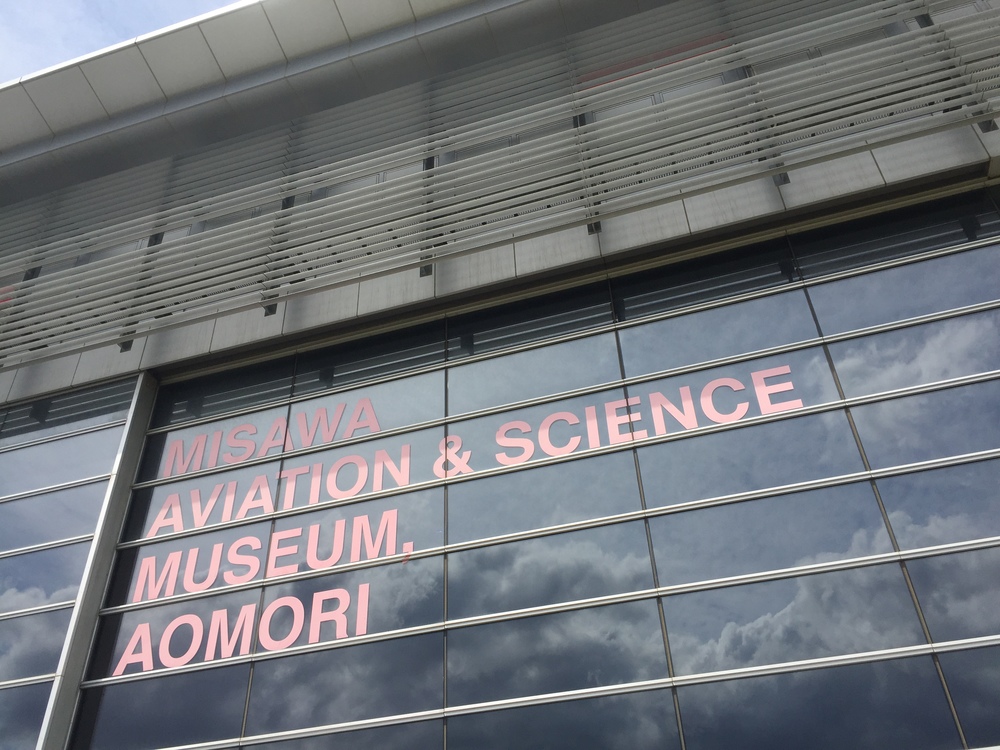 MISAWA
AVIATION & SCIENCE
MUSEUM,
AOMORI